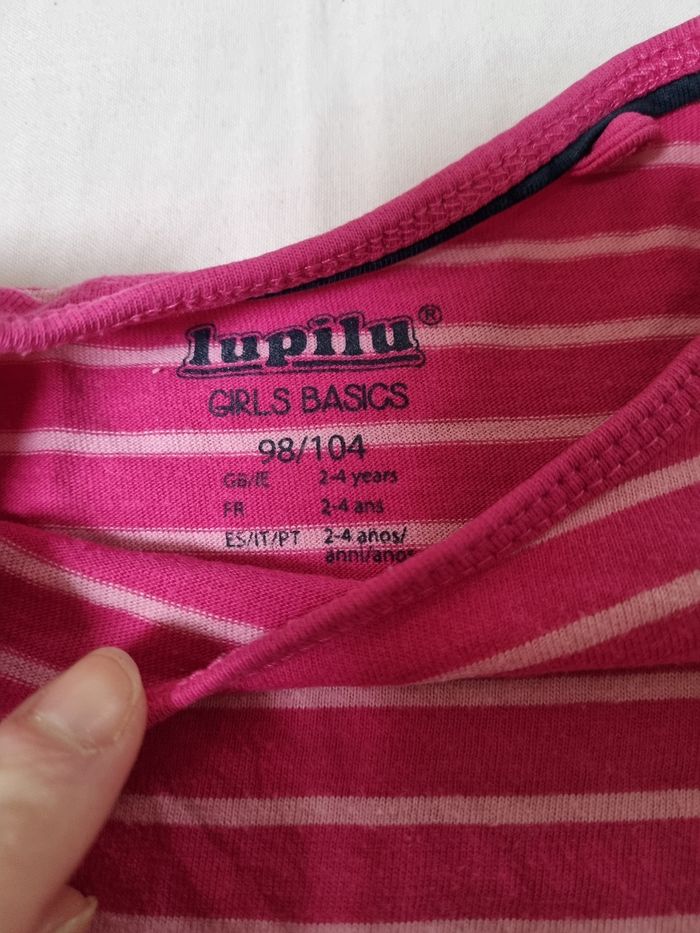 lupilu®
GIRLS BASICS
98/104
GB/IE 2-4 years
FR 2-4 ans
ES/IT/PT 2-4 años/
anni/anos